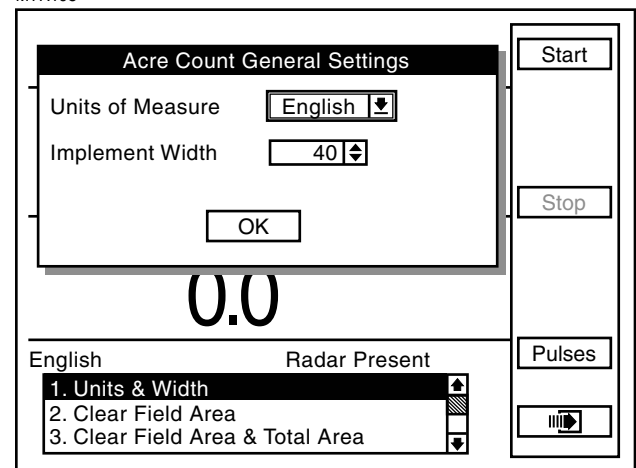 Acre Count General Settings
Units of Measure English
Implement Width 40
OK
0.0
English Radar Present
1. Units & Width
2. Clear Field Area
3. Clear Field Area & Total Area
Start
Stop
Pulses